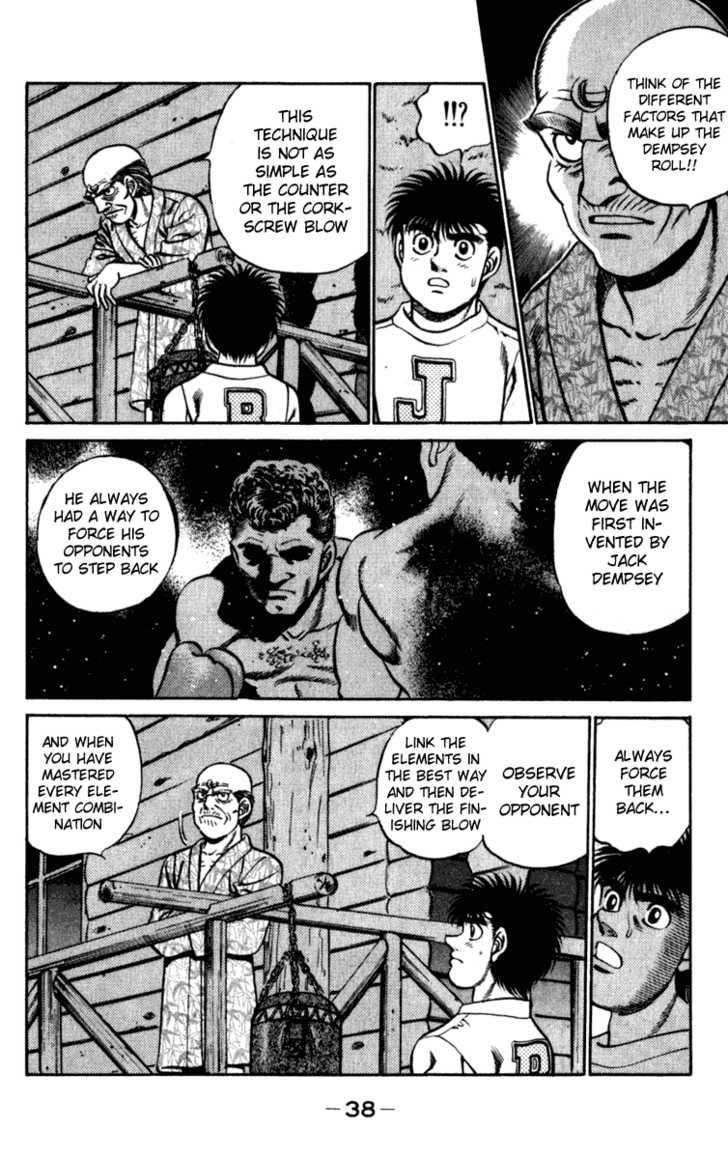 THINK OF THE
DIFFERENT
FACTORS THAT
MAKE UP THE
DEMPSEY
ROLL!!
!!?
J
THIS
TECHNIQUE
IS NOT AS
SIMPLE AS
THE COUNTER
OR THE CORK-
SCREW BLOW
P
WHEN THE
MOVE WAS
FIRST IN-
VENTED BY
JACK
DEMPSEY
HE ALWAYS
HAD A WAY TO
FORCE HIS
OPPONENTS
TO STEP BACK
ALWAYS
FORCE
THEM
BACK...
OBSERVE
YOUR
OPPONENT
LINK THE
ELEMENTS IN
THE BEST WAY
AND THEN DE-
LIVER THE FIN-
ISHING BLOW
AND WHEN
YOU HAVE
MASTERED
EVERY ELE-
MENT COMBI-
NATION
P
-38-